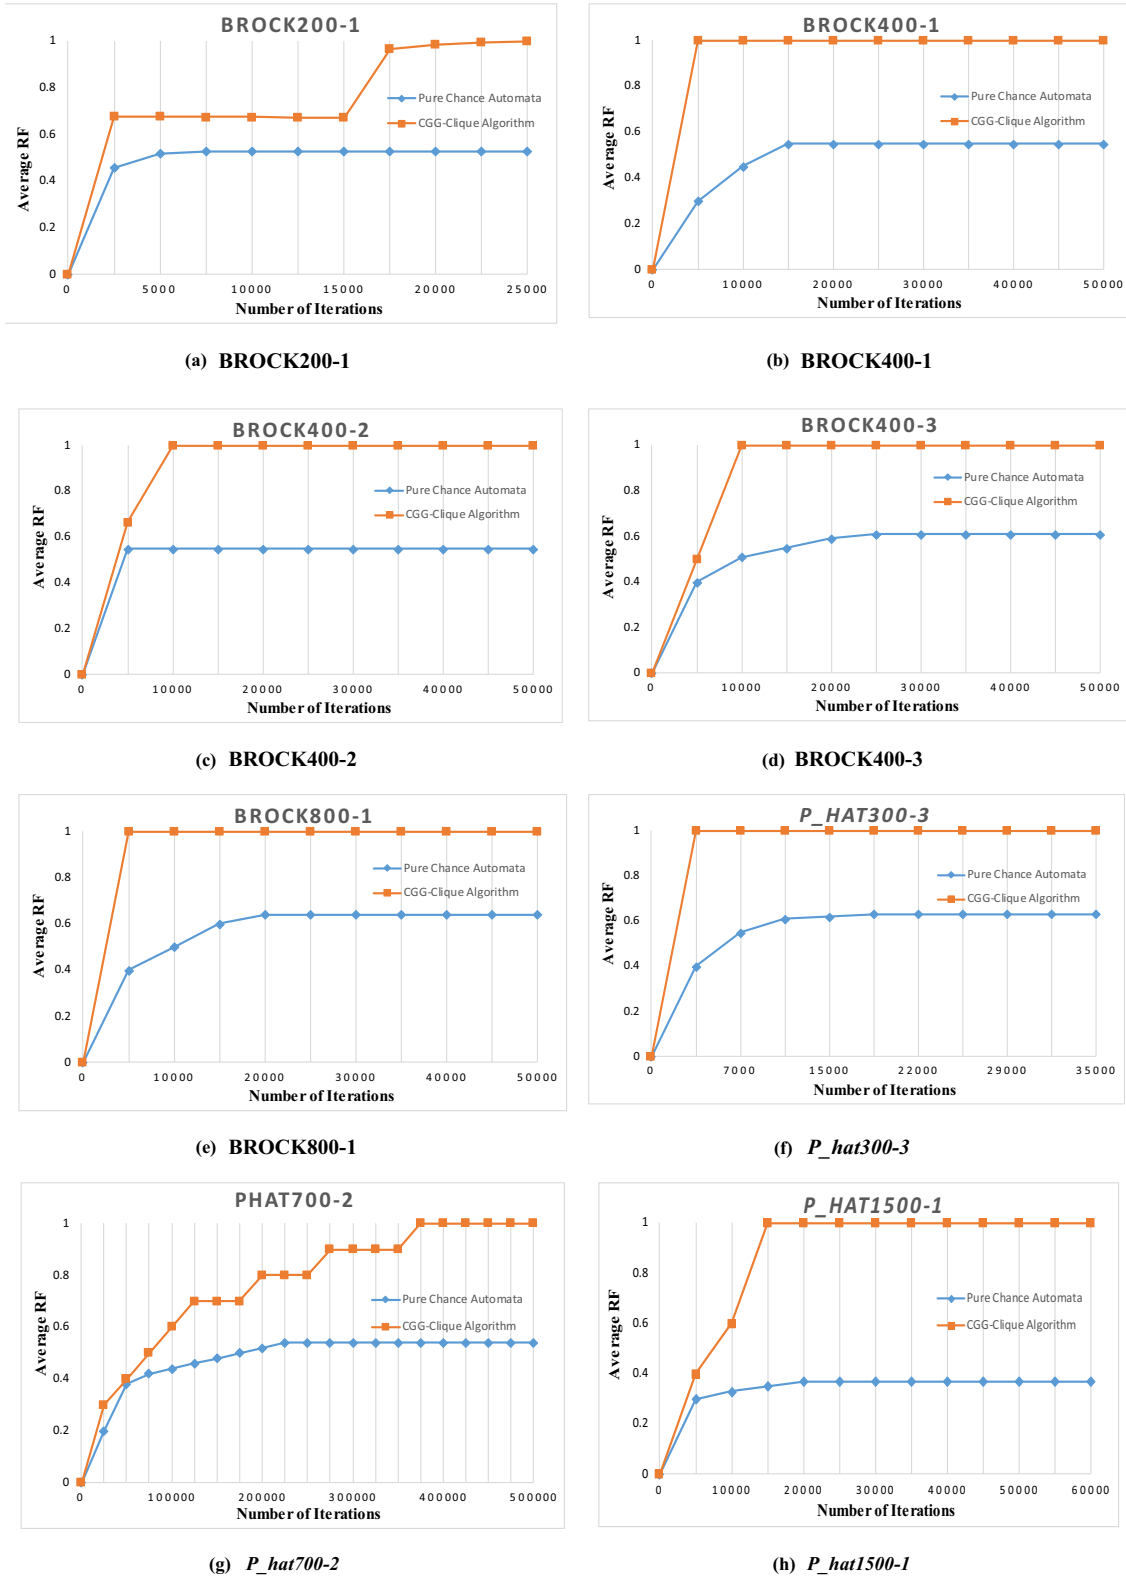 BROCK200-1
1
0.8
0.6
0.4
0.2
0
Average RF
Pure Chance Automata
CGG-Clique Algorithm
0 5000 10000 15000 20000 25000
Number of Iterations
(a) BROCK200-1
BROCK400-1
1
0.8
0.6
0.4
0.2
0
Average RF
Pure Chance Automata
CGG-Clique Algorithm
0 10000 20000 30000 40000 50000
Number of Iterations
(b) BROCK400-1
BROCK400-2
1
0.8
0.6
0.4
0.2
0
Average RF
Pure Chance Automata
CGG-Clique Algorithm
0 10000 20000 30000 40000 50000
Number of Iterations
(c) BROCK400-2
BROCK400-3
1
0.8
0.6
0.4
0.2
0
Average RF
Pure Chance Automata
CGG-Clique Algorithm
0 10000 20000 30000 40000 50000
Number of Iterations
(d) BROCK400-3
BROCK800-1
1
0.8
0.6
0.4
0.2
0
Average RF
Pure Chance Automata
CGG-Clique Algorithm
0 10000 20000 30000 40000 50000
Number of Iterations
(e) BROCK800-1
P_HAT300-3
1
0.8
0.6
0.4
0.2
0
Average RF
Pure Chance Automata
CGG-Clique Algorithm
0 7000 15000 22000 29000 35000
Number of Iterations
(f) P_hat300-3
PHAT700-2
1
0.8
0.6
0.4
0.2
0
Average RF
Pure Chance Automata
CGG-Clique Algorithm
0 100000 200000 300000 400000 500000
Number of Iterations
(g) P_hat700-2
P_HAT1500-1
1
0.8
0.6
0.4
0.2
0
Average RF
Pure Chance Automata
CGG-Clique Algorithm
0 10000 20000 30000 40000 50000 60000
Number of Iterations
(h) P_hat1500-1